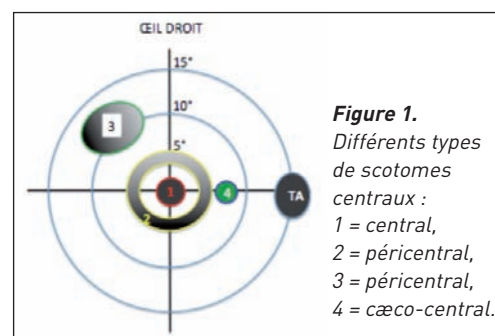 ŒIL DROIT
15°
10°
5°
3
1
4
TA
2
Figure 1.
Différents types
de scotomes
centraux :
1 = central,
2 = péricentral,
3 = péricentral,
4 = cæco-central.